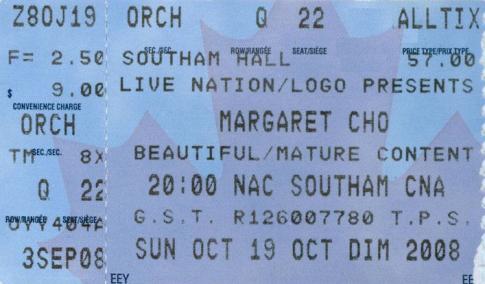 Z80J19 ORCH Q 22 ALLTIX
SEC./SEC. ROW/RANGÉE SEAT/SIÈGE PRICE TYPE/PRIX TYPE
F= 2.50 SOUTHAM HALL 57.00
$ 9.00 LIVE NATION/LOGO PRESENTS
CONVENIENCE CHARGE
ORCH MARGARET CHO
SEC./SEC.
TM 8X BEAUTIFUL/MATURE CONTENT
Q 22 20:00 NAC SOUTHAM CNA
ROW/RANGÉE SEAT/SIÈGE
G.S.T. R126007780 T.P.S.
3SEP08 SUN OCT 19 OCT DIM 2008
EEY EE